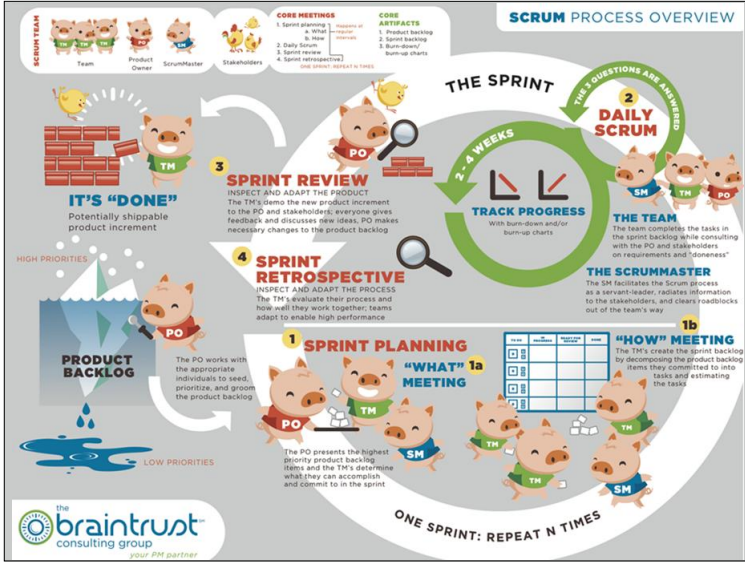 SCRUM PROCESS OVERVIEW
SCRUM TEAM
TM TM TM
PO
SM
Team
Product
Owner
ScrumMaster
Stakeholders
CORE MEETINGS
1. Sprint planning
a. What
b. How
2. Daily Scrum
3. Sprint review
4. Sprint retrospective
Happens at
regular
intervals
ONE SPRINT: REPEAT N TIMES
CORE
ARTIFACTS
1. Product backlog
2. Sprint backlog
3. Burn-down/
burn-up charts
THE SPRINT
THE 3 QUESTIONS ARE ANSWERED
2
DAILY
SCRUM
SM
TM
PO
2 - 4 WEEKS
TRACK PROGRESS
With burn-down and/or
burn-up charts
THE TEAM
The team completes the tasks in
the sprint backlog while consulting
with the PO and stakeholders
on requirements and "doneness"
THE SCRUMMASTER
The SM facilitates the Scrum process
as a servant-leader, radiates information
to the stakeholders, and clears roadblocks
out of the team's way
TM
IT'S "DONE"
Potentially shippable
product increment
PO
3
SPRINT REVIEW
INSPECT AND ADAPT THE PRODUCT
The TM's demo the new product increment
to the PO and stakeholders; everyone gives
feedback and discusses new ideas, PO makes
necessary changes to the product backlog
4
SPRINT
RETROSPECTIVE
INSPECT AND ADAPT THE PROCESS
The TM's evaluate their process and
how well they work together; teams
adapt to enable high performance
HIGH PRIORITIES
PO
PRODUCT
BACKLOG
The PO works with
the appropriate
individuals to seed,
prioritize, and groom
the product backlog
LOW PRIORITIES
1
SPRINT PLANNING
"WHAT"
MEETING
1a
PO
TM
SM
The PO presents the highest
priority product backlog
items and the TM's determine
what they can accomplish
and commit to in the sprint
1b
"HOW" MEETING
The TM's create the sprint backlog
by decomposing the product backlog
items they committed to into
tasks and estimating
the tasks
TO DO
IN PROGRESS
READY FOR REVIEW
DONE
TM
TM
TM
SM
ONE SPRINT: REPEAT N TIMES
the
braintrust
consulting group
your PM partner